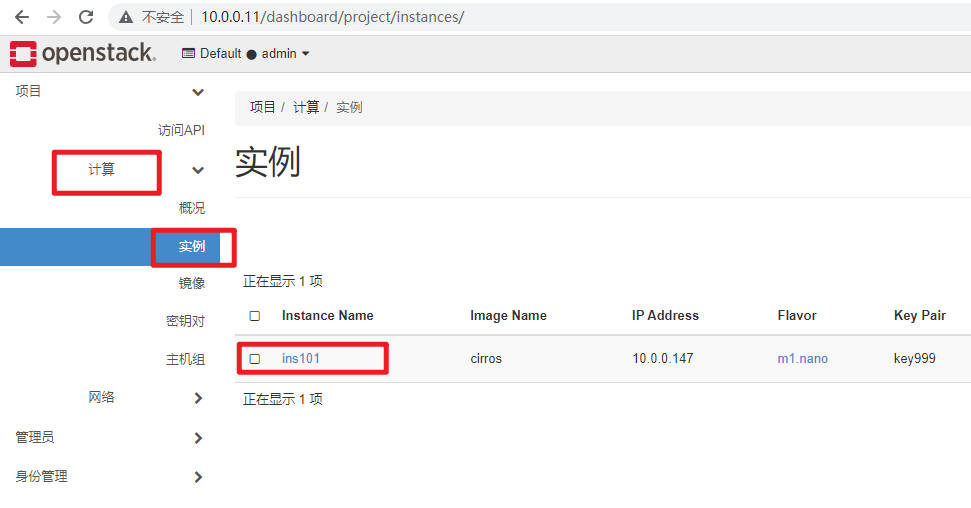 不安全 10.0.0.11/dashboard/project/instances/
openstack. Default ● admin
项目
访问API
计算
概况
实例
镜像
密钥对
主机组
网络
管理员
身份管理
项目 / 计算 / 实例
实例
正在显示 1 项
Instance Name Image Name IP Address Flavor Key Pair
ins101 cirros 10.0.0.147 m1.nano key999
正在显示 1 项